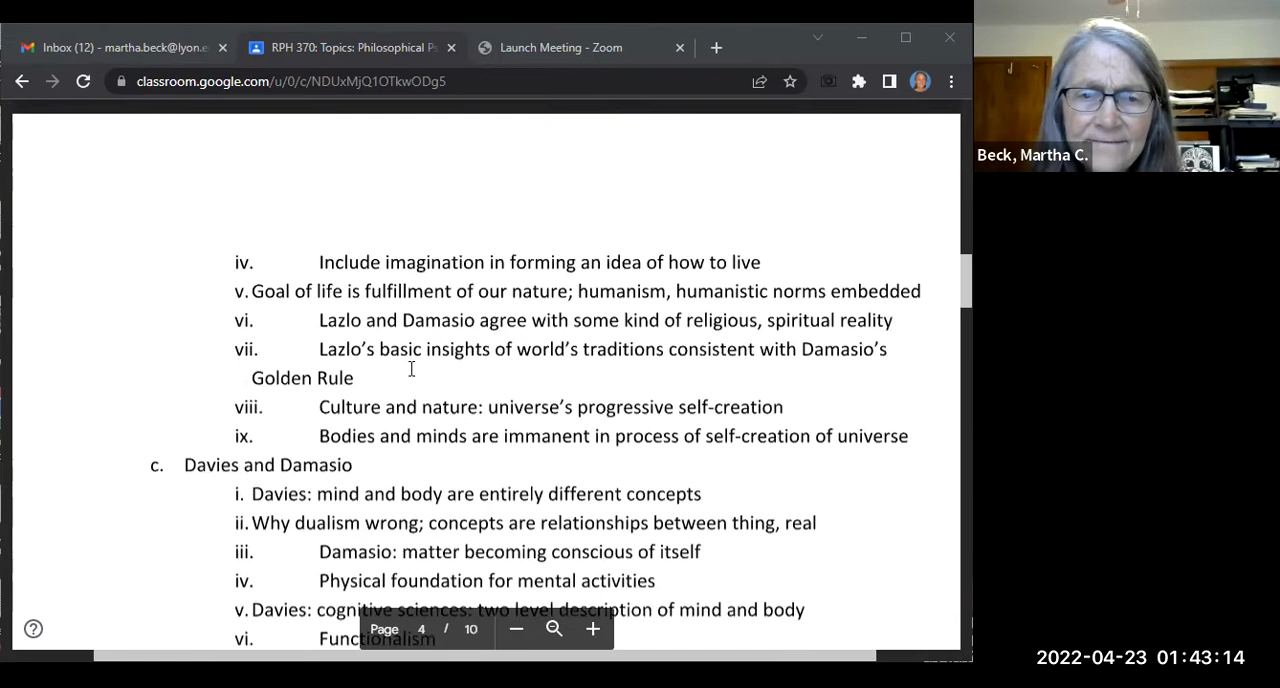 Inbox (12) - martha.beck@lyon.e
RPH 370: Topics: Philosophical Ps
Launch Meeting - Zoom
classroom.google.com/u/0/c/NDUxMjQ1OTkwODg5
Beck, Martha C.
iv. Include imagination in forming an idea of how to live
v. Goal of life is fulfillment of our nature; humanism, humanistic norms embedded
vi. Lazlo and Damasio agree with some kind of religious, spiritual reality
vii. Lazlo’s basic insights of world’s traditions consistent with Damasio’s
Golden Rule
viii. Culture and nature: universe’s progressive self-creation
ix. Bodies and minds are immanent in process of self-creation of universe
c. Davies and Damasio
i. Davies: mind and body are entirely different concepts
ii. Why dualism wrong; concepts are relationships between thing, real
iii. Damasio: matter becoming conscious of itself
iv. Physical foundation for mental activities
v. Davies: cognitive sciences: two level description of mind and body
vi. Functionalism
Page 4 / 10
2022-04-23 01:43:14